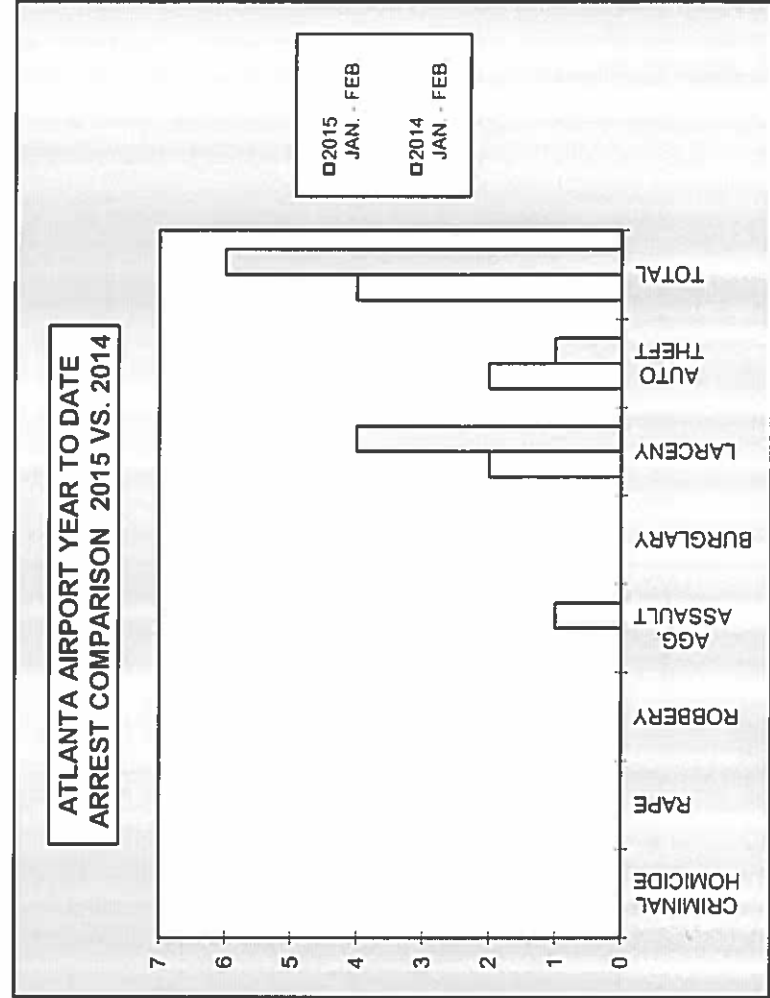 ATLANTA AIRPORT YEAR TO DATE
ARREST COMPARISON 2015 VS. 2014
7
6
5
4
3
2
1
0
CRIMINAL
HOMICIDE
RAPE
ROBBERY
AGG.
ASSAULT
BURGLARY
LARCENY
AUTO
THEFT
TOTAL
2015
JAN. - FEB.
2014
JAN. - FEB.